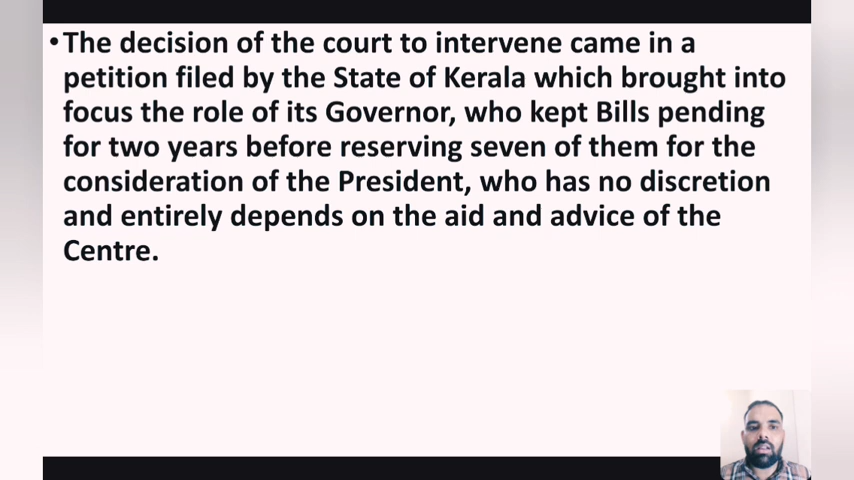 •The decision of the court to intervene came in a
petition filed by the State of Kerala which brought into
focus the role of its Governor, who kept Bills pending
for two years before reserving seven of them for the
consideration of the President, who has no discretion
and entirely depends on the aid and advice of the
Centre.